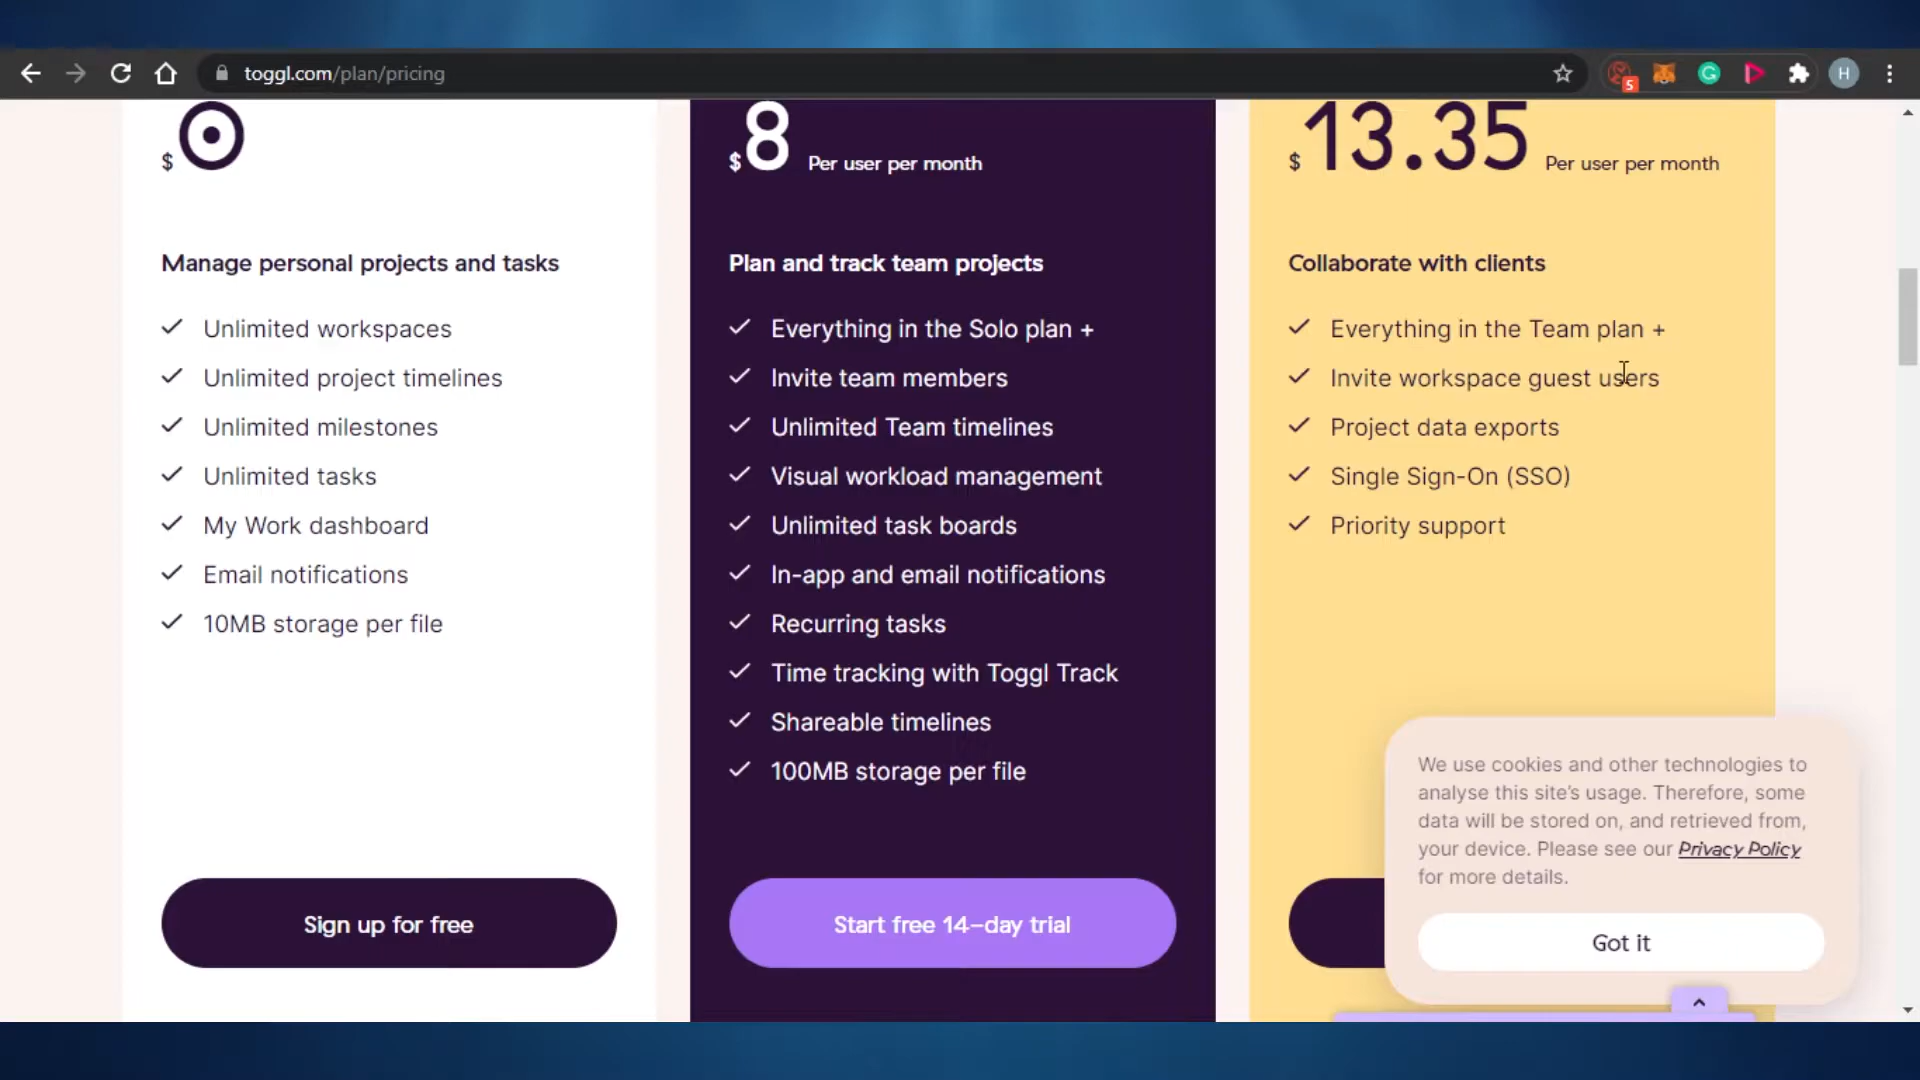 toggl.com/plan/pricing
5
H
$0
$8 Per user per month
$13.35 Per user per month
Manage personal projects and tasks
Unlimited workspaces
Unlimited project timelines
Unlimited milestones
Unlimited tasks
My Work dashboard
Email notifications
10MB storage per file
Sign up for free
Plan and track team projects
Everything in the Solo plan +
Invite team members
Unlimited Team timelines
Visual workload management
Unlimited task boards
In-app and email notifications
Recurring tasks
Time tracking with Toggl Track
Shareable timelines
100MB storage per file
Start free 14-day trial
Collaborate with clients
Everything in the Team plan +
Invite workspace guest users
Project data exports
Single Sign-On (SSO)
Priority support
We use cookies and other technologies to
analyse this site's usage. Therefore, some
data will be stored on, and retrieved from,
your device. Please see our Privacy Policy
for more details.
Got it